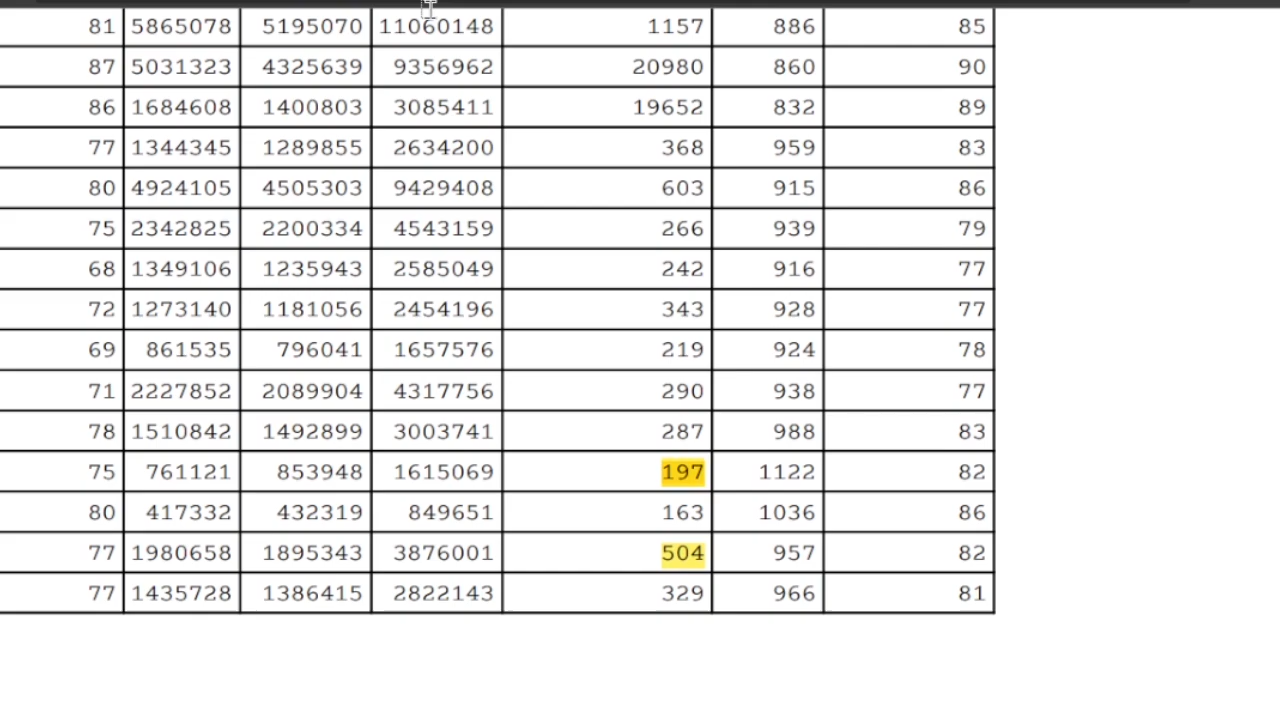 81 5865078 5195070 11060148 1157 886 85
87 5031323 4325639 9356962 20980 860 90
86 1684608 1400803 3085411 19652 832 89
77 1344345 1289855 2634200 368 959 83
80 4924105 4505303 9429408 603 915 86
75 2342825 2200334 4543159 266 939 79
68 1349106 1235943 2585049 242 916 77
72 1273140 1181056 2454196 343 928 77
69 861535 796041 1657576 219 924 78
71 2227852 2089904 4317756 290 938 77
78 1510842 1492899 3003741 287 988 83
75 761121 853948 1615069 197 1122 82
80 417332 432319 849651 163 1036 86
77 1980658 1895343 3876001 504 957 82
77 1435728 1386415 2822143 329 966 81